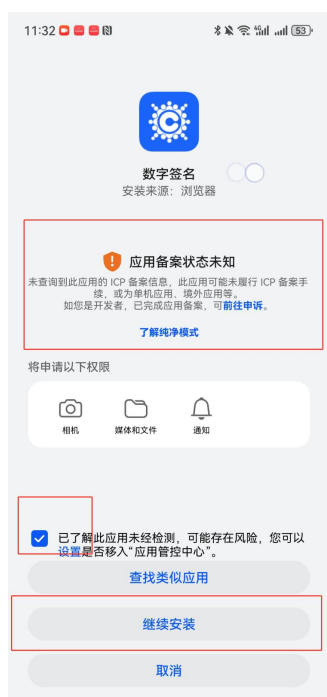 11:32
53
数字签名
安装来源：浏览器
应用备案状态未知
未查询到此应用的 ICP 备案信息，此应用可能未履行 ICP 备案手
续，或为单机应用、境外应用等。
如您是开发者，已完成应用备案，可前往申诉。
了解纯净模式
将申请以下权限
相机
媒体和文件
通知
已了解此应用未经检测，可能存在风险，您可以
设置是否移入“应用管控中心”。
查找类似应用
继续安装
取消